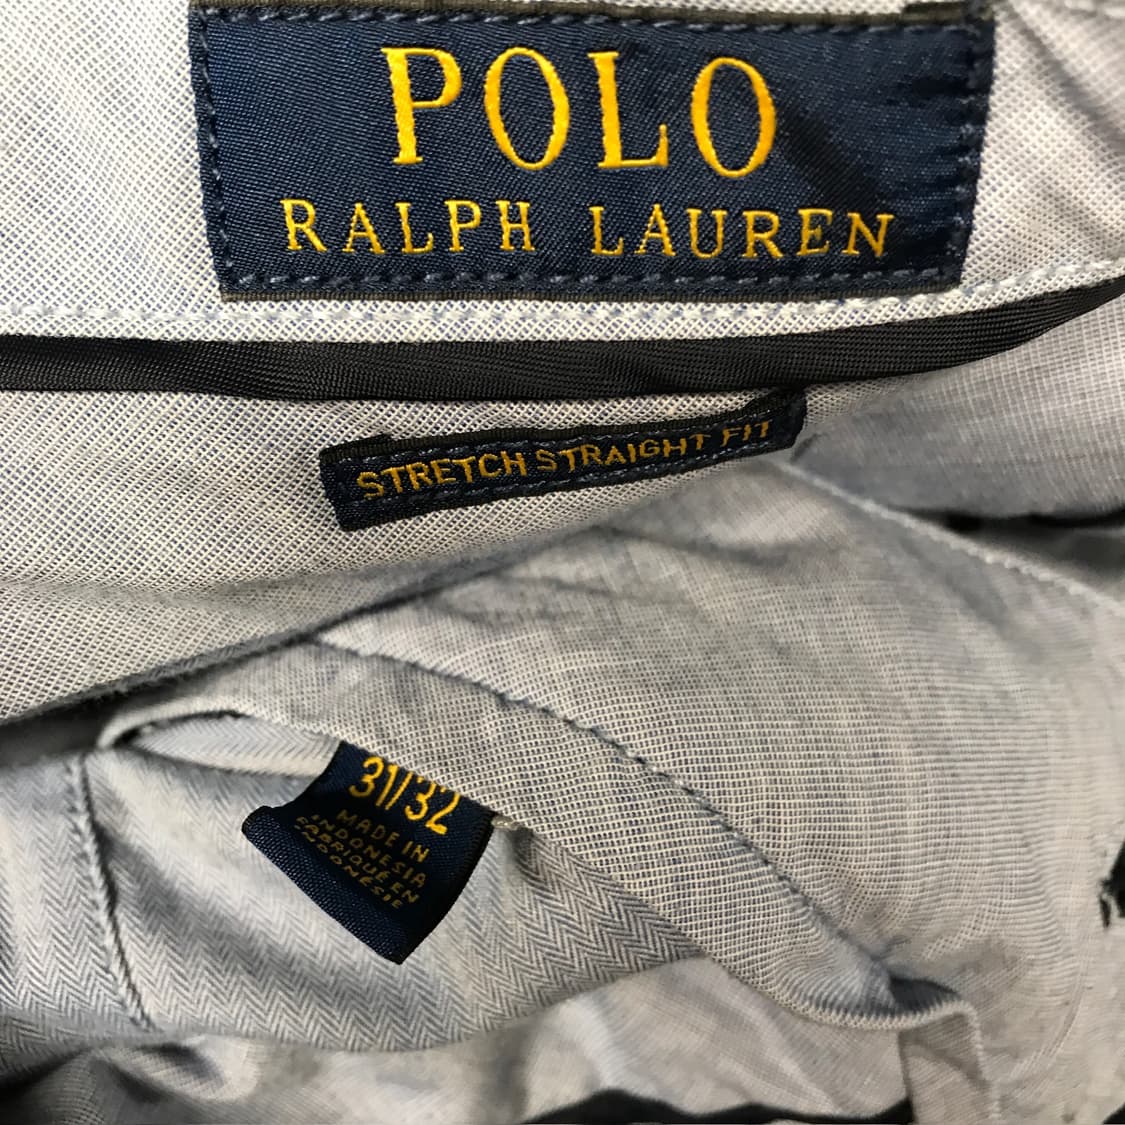 POLO
RALPH LAUREN
STRETCH STRAIGHT FIT
31/32
MADE IN
INDONESIA
FABRIQUÉ EN
INDONÉSIE